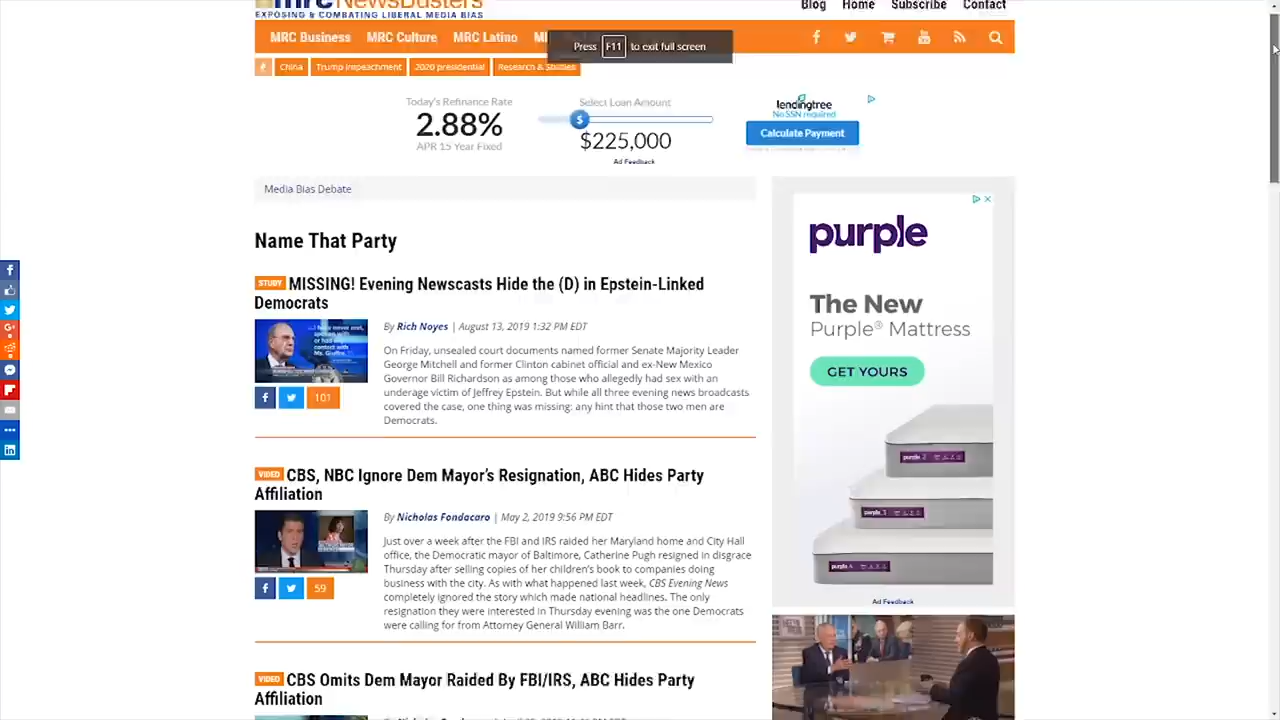 mrc NewsBusters
EXPOSING & COMBATING LIBERAL MEDIA BIAS
Blog Home Subscribe Contact
MRC Business MRC Culture MRC Latino
Press F11 to exit full screen
China Trump Impeachment 2020 presidential Research & Studies
Today's Refinance Rate
2.88%
APR 15 Year Fixed
Select Loan Amount
$
$225,000
Ad Feedback
lendingtree
No SSN required
Calculate Payment
Media Bias Debate
Name That Party
STUDY MISSING! Evening Newscasts Hide the (D) in Epstein-Linked
Democrats
By Rich Noyes | August 13, 2019 1:32 PM EDT
On Friday, unsealed court documents named former Senate Majority Leader
George Mitchell and former Clinton cabinet official and ex-New Mexico
Governor Bill Richardson as among those who allegedly had sex with an
underage victim of Jeffrey Epstein. But while all three evening news broadcasts
covered the case, one thing was missing: any hint that those two men are
Democrats.
101
VIDEO CBS, NBC Ignore Dem Mayor's Resignation, ABC Hides Party
Affiliation
By Nicholas Fondacaro | May 2, 2019 9:56 PM EDT
Just over a week after the FBI and IRS raided her Maryland home and City Hall
office, the Democratic mayor of Baltimore, Catherine Pugh resigned in disgrace
Thursday after selling copies of her children's book to companies doing
business with the city. As with what happened last week, CBS Evening News
completely ignored the story which made national headlines. The only
resignation they were interested in Thursday evening was the one Democrats
were calling for from Attorney General William Barr.
59
VIDEO CBS Omits Dem Mayor Raided By FBI/IRS, ABC Hides Party
Affiliation
purple
The New
Purple® Mattress
GET YOURS
purple
purple
purple
Ad Feedback